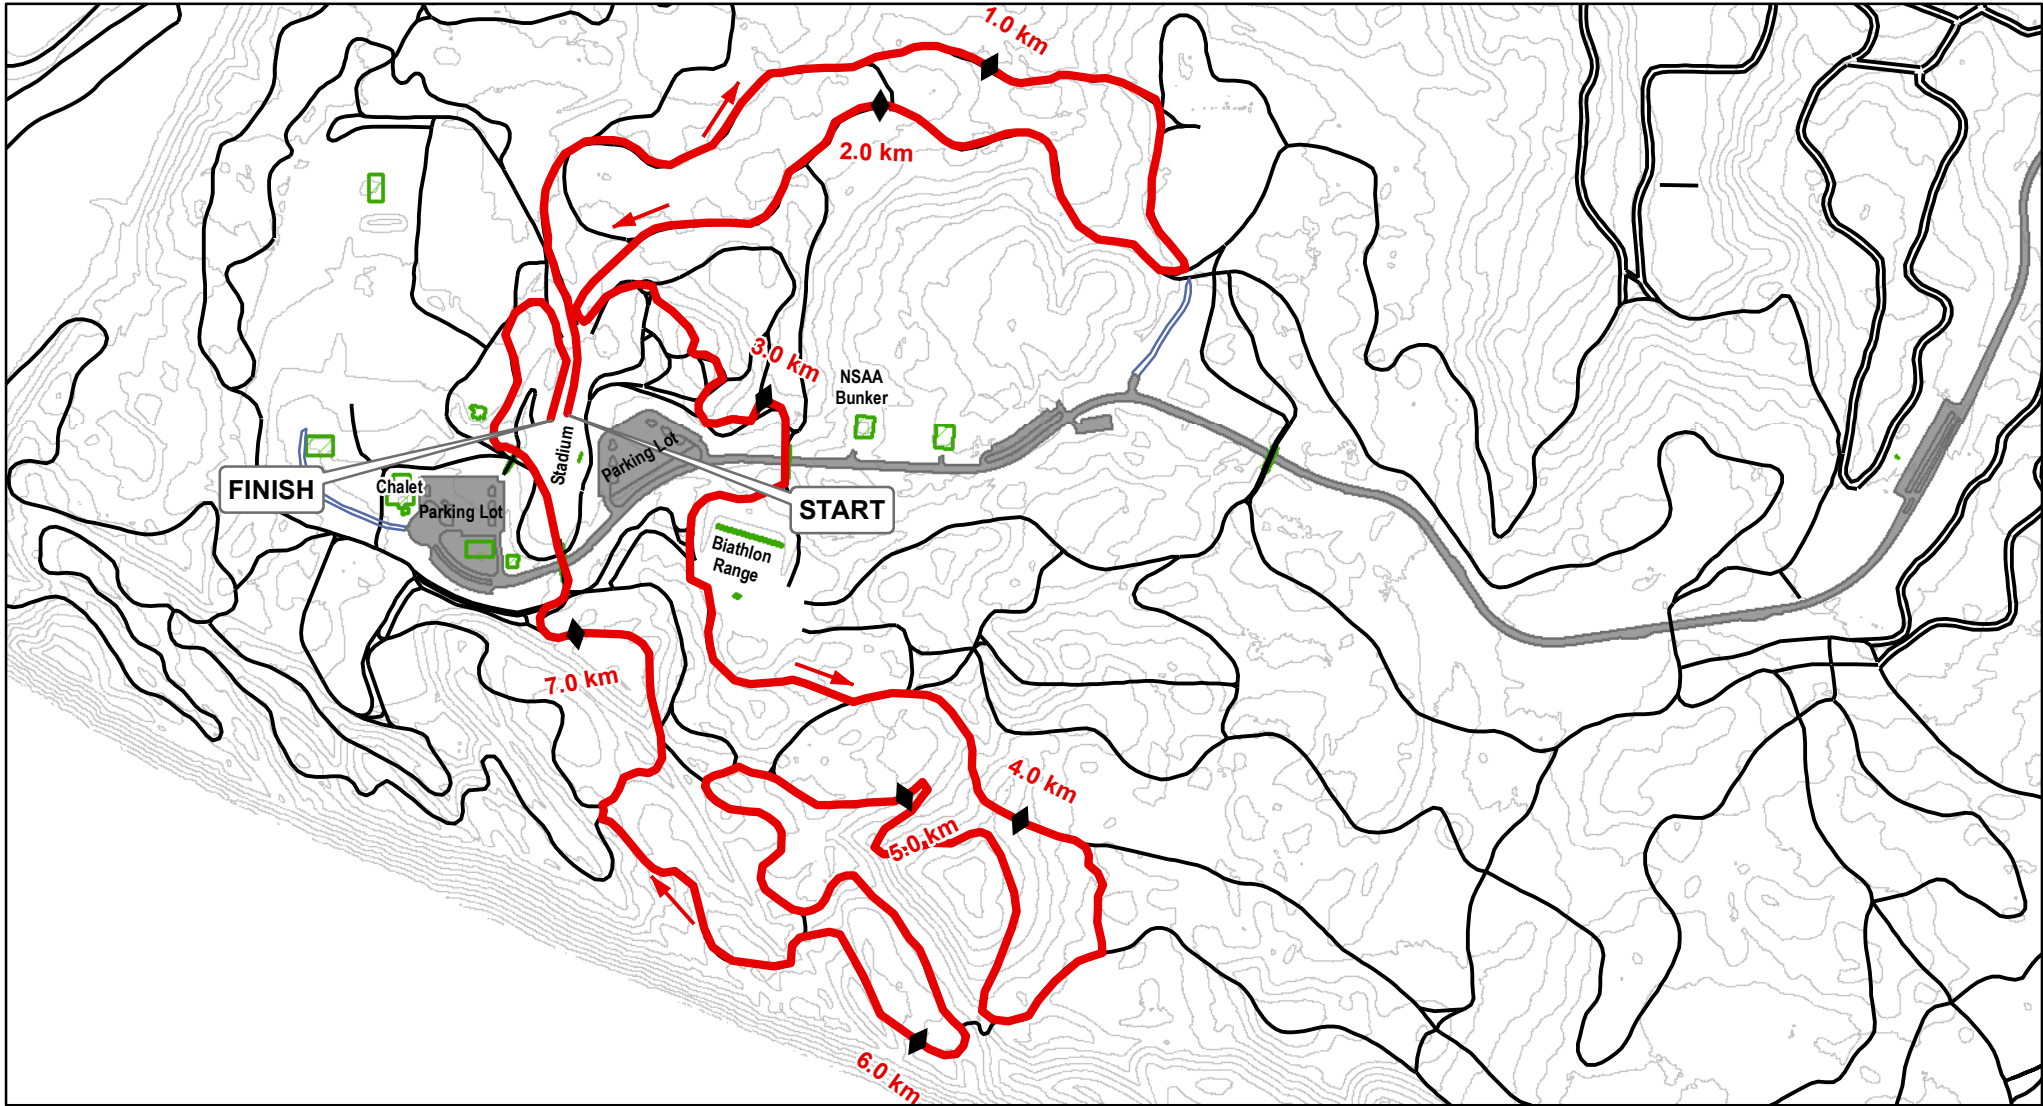 1.0 km
2.0 km
3.0 km
NSAA
Bunker
Stadium
Parking Lot
FINISH
Chalet
Parking Lot
START
Biathlon
Range
7.0 km
4.0 km
5.0 km
6.0 km